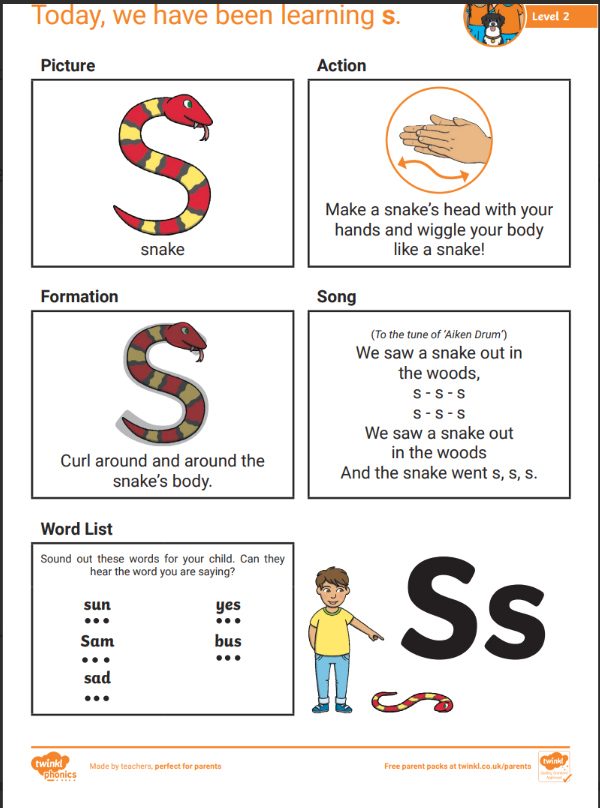 Today, we have been learning s.
Level 2
Picture
Action
snake
Make a snake's head with your
hands and wiggle your body
like a snake!
Formation
Song
Curl around and around the
snake's body.
(To the tune of 'Aiken Drum')
We saw a snake out in
the woods,
s - s - s
s - s - s
We saw a snake out
in the woods
And the snake went s, s, s.
Word List
Sound out these words for your child. Can they
hear the word you are saying?
sun
yes
Sam
bus
sad
Ss
twinkl
phonics
Made by teachers, perfect for parents
Free parent packs at twinkl.co.uk/parents
twinkl
Quality Standard
Approved